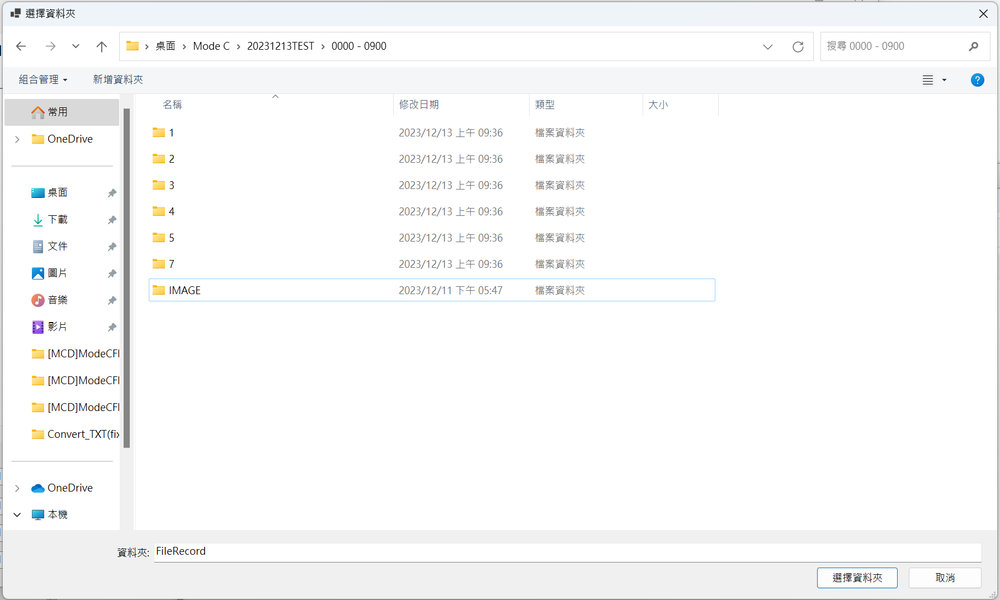 選擇資料夾
桌面 > Mode C > 20231213TEST > 0000 - 0900
搜尋 0000 - 0900
組合管理
新增資料夾
常用
OneDrive
桌面
下載
文件
圖片
音樂
影片
[MCD]ModeCF
[MCD]ModeCF
[MCD]ModeCF
Convert_TXT(fix
OneDrive
本機
名稱 修改日期 類型 大小
1 2023/12/13 上午 09:36 檔案資料夾
2 2023/12/13 上午 09:36 檔案資料夾
3 2023/12/13 上午 09:36 檔案資料夾
4 2023/12/13 上午 09:36 檔案資料夾
5 2023/12/13 上午 09:36 檔案資料夾
7 2023/12/13 上午 09:36 檔案資料夾
IMAGE 2023/12/11 下午 05:47 檔案資料夾
資料夾: FileRecord
選擇資料夾
取消